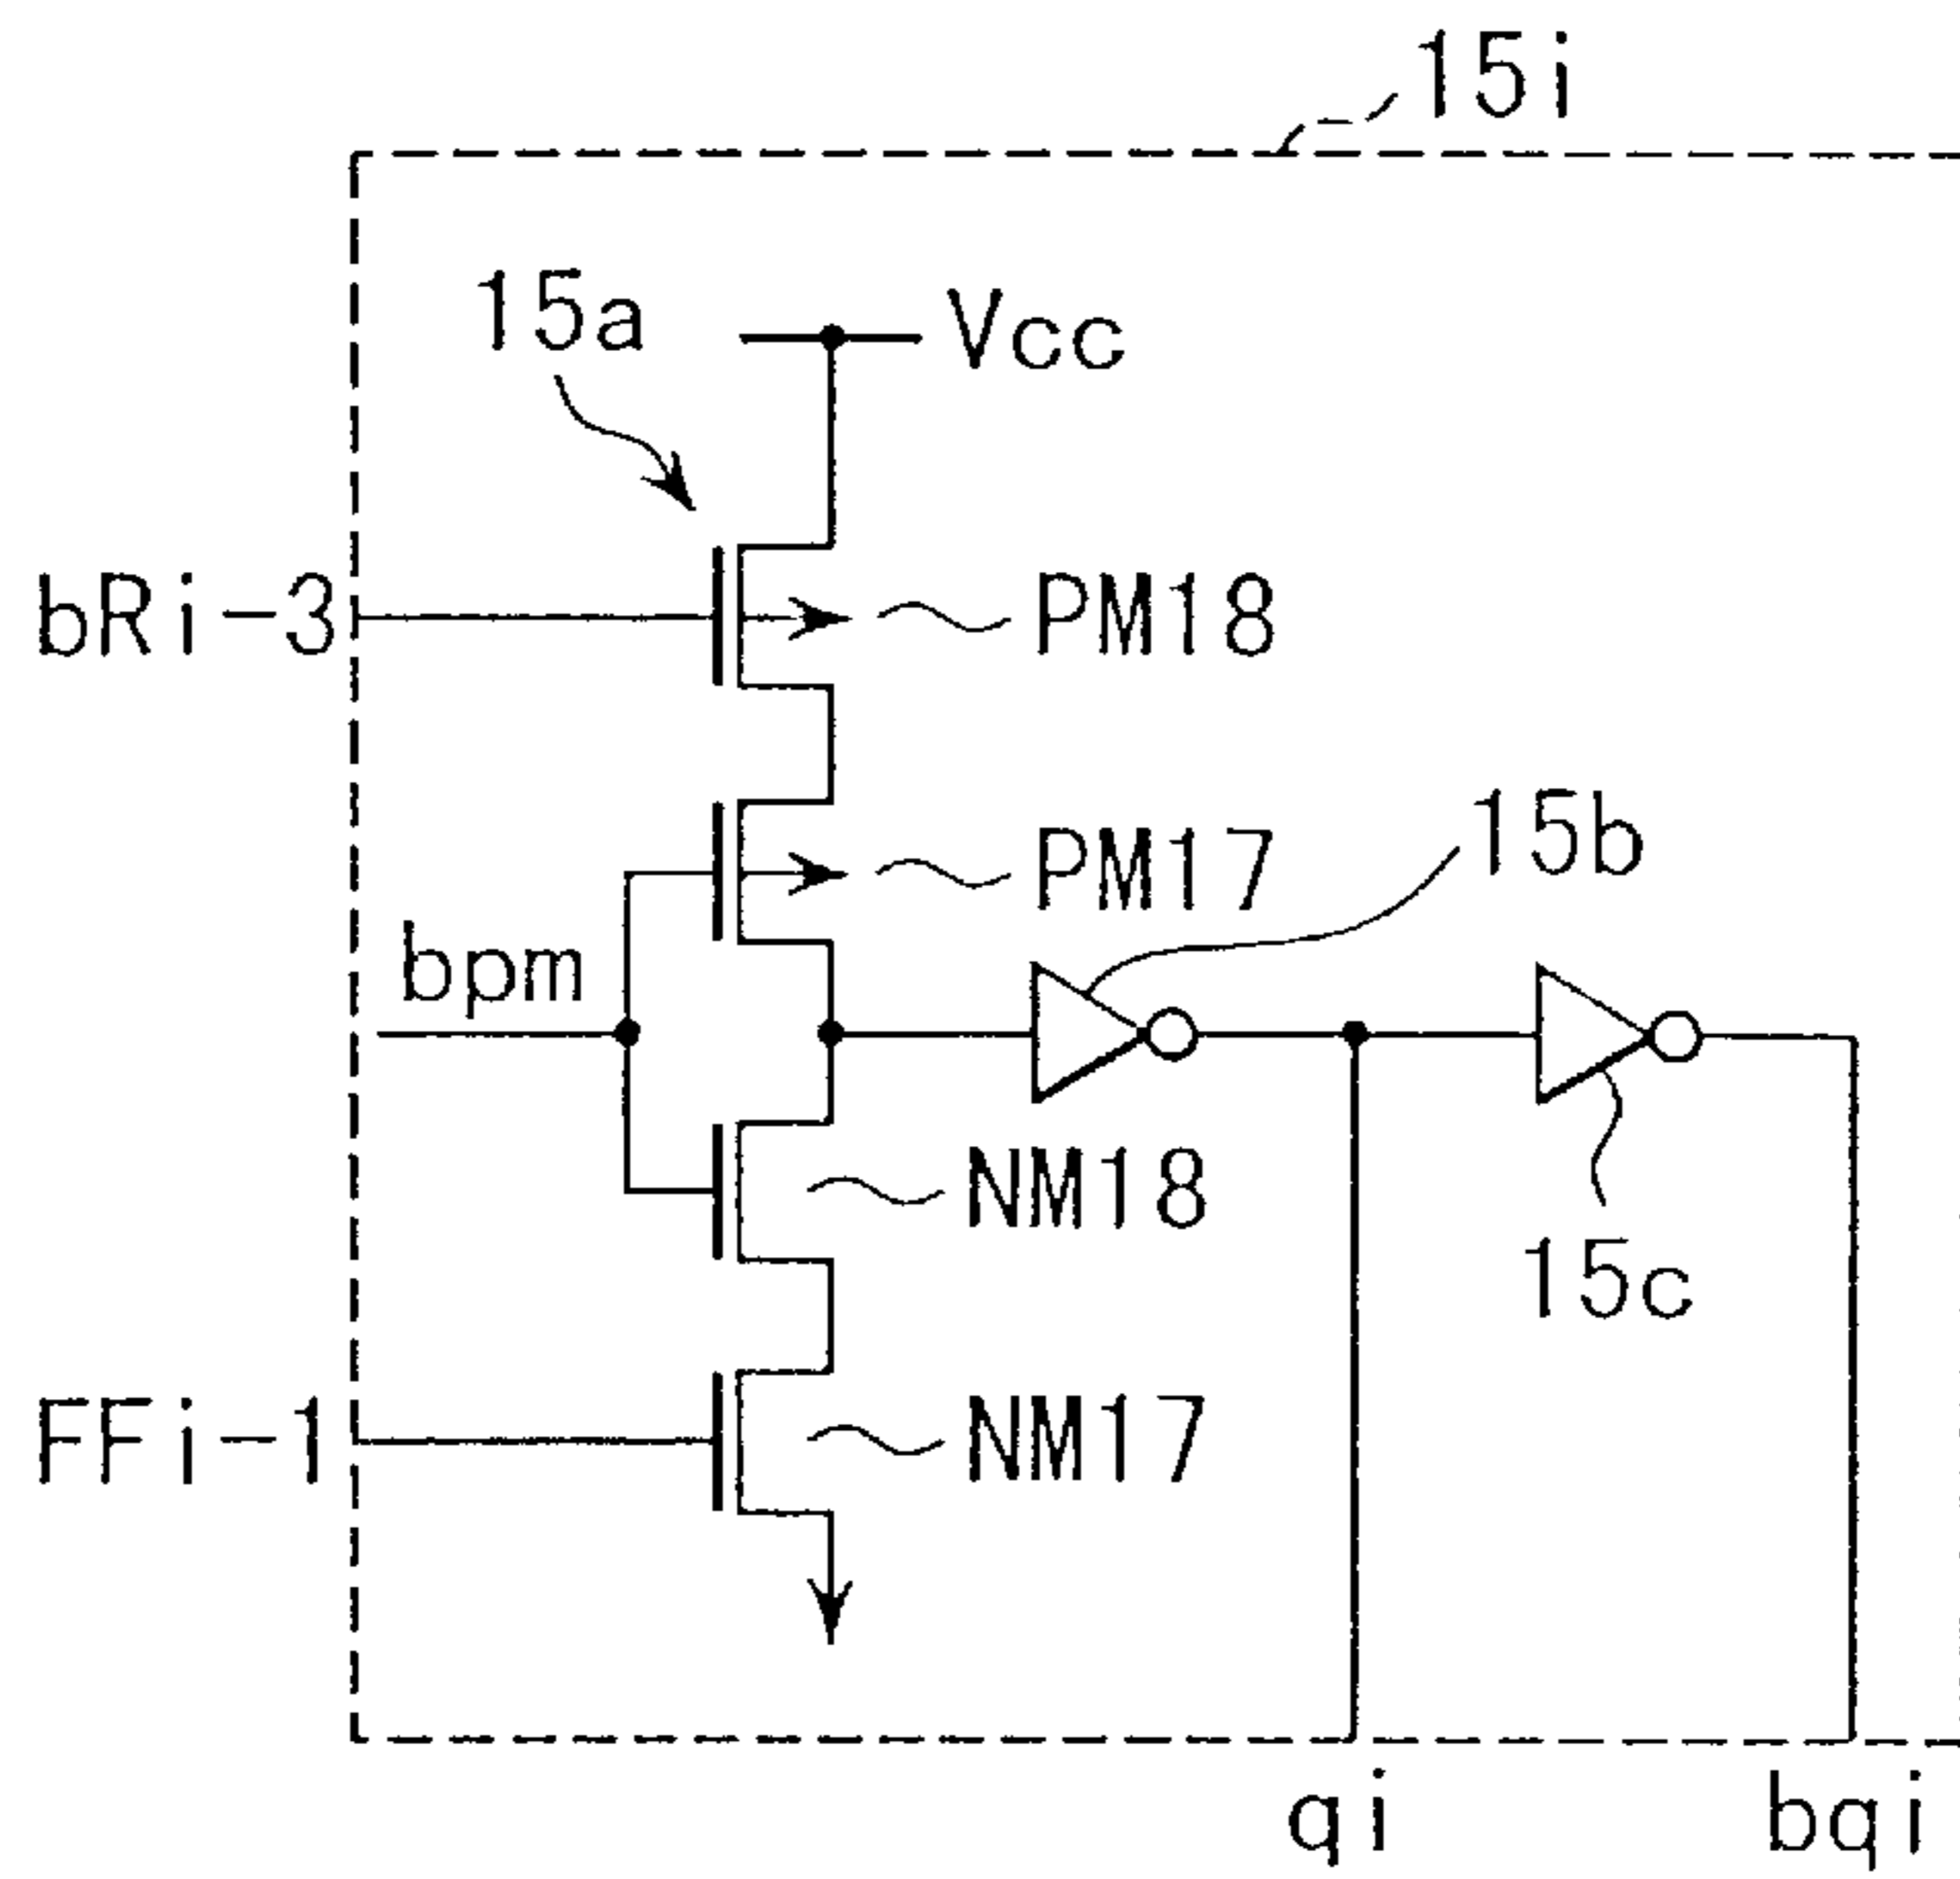 15i
15a
Vcc
bRi-3
PM18
PM17
15b
bpm
NM18
15c
FFi-1
NM17
qi
bqi